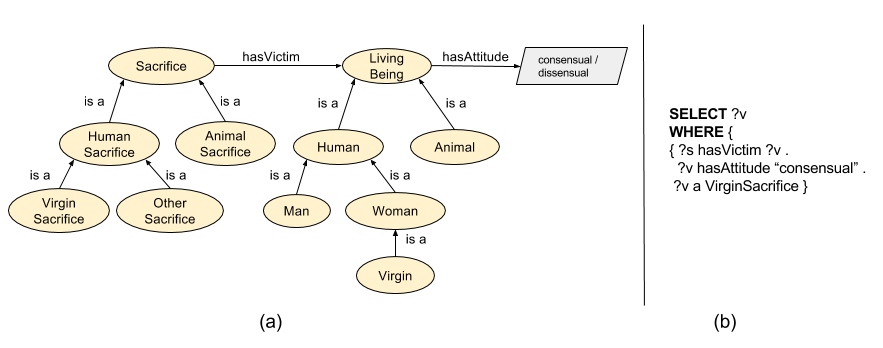 Sacrifice
hasVictim
Living
Being
hasAttitude
consensual /
dissensual
is a
is a
is a
is a
Human
Sacrifice
Animal
Sacrifice
Human
Animal
is a
is a
is a
is a
Virgin
Sacrifice
Other
Sacrifice
Man
Woman
is a
Virgin
(a)
SELECT ?v
WHERE {
{ ?s hasVictim ?v .
?v hasAttitude “consensual” .
?v a VirginSacrifice }
(b)